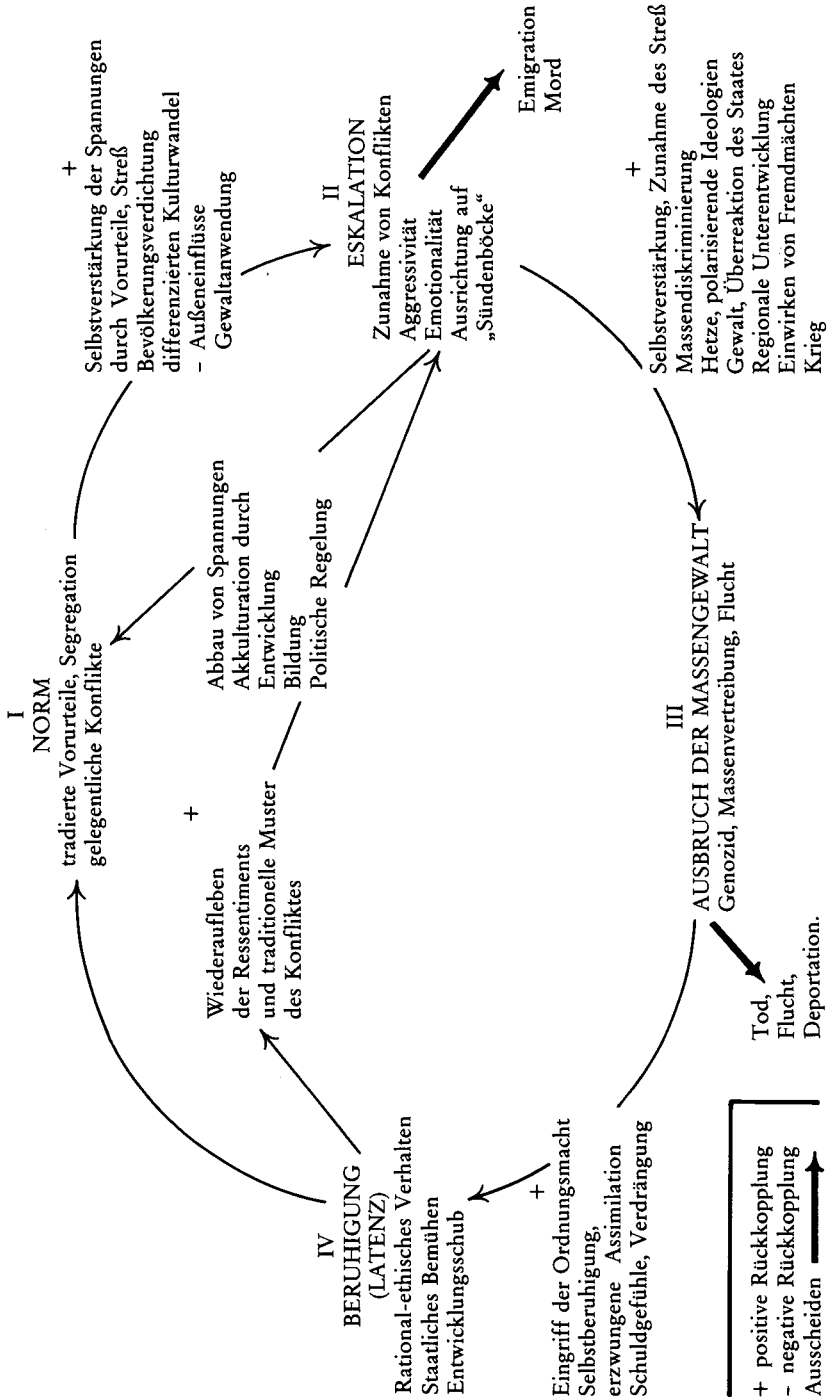 I
NORM
tradierte Vorurteile, Segregation
gelegentliche Konflikte
+
Selbstverstärkung der Spannungen
durch Vorurteile, Streß
Bevölkerungsverdichtung
differenzierten Kulturwandel
– Außeneinflüsse
Gewaltanwendung
II
ESKALATION
Zunahme von Konflikten
Aggressivität
Emotionalität
Ausrichtung auf
„Sündenböcke“
Emigration
Mord
Abbau von Spannungen
Akkulturation durch
Entwicklung
Bildung
Politische Regelung
+
Wiederaufleben
der Ressentiments
und traditionelle Muster
des Konfliktes
+
Selbstverstärkung, Zunahme des Streß
Massendiskriminierung
Hetze, polarisierende Ideologien
Gewalt, Überreaktion des Staates
Regionale Unterentwicklung
Einwirken von Fremdmächten
Krieg
III
AUSBRUCH DER MASSENGEWALT
Genozid, Massenvertreibung, Flucht
Tod,
Flucht,
Deportation.
IV
BERUHIGUNG
(LATENZ)
Rational-ethisches Verhalten
Staatliches Bemühen
Entwicklungsschub
+
Eingriff der Ordnungsmacht
Selbstberuhigung,
erzwungene Assimilation
Schuldgefühle, Verdrängung
+ positive Rückkopplung
– negative Rückkopplung
Ausscheiden